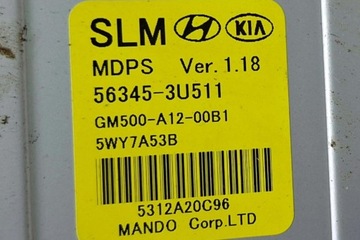 SLM KIA
MDPS Ver. 1.18
56345-3U511
GM500-A12-00B1
5WY7A53B
5312A20C96
MANDO Corp.LTD